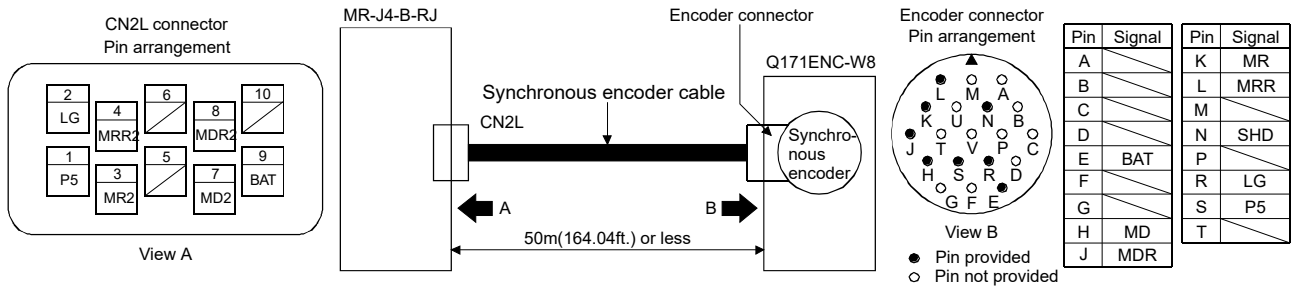 CN2L connector
Pin arrangement
2
LG
4
MRR2
6
8
MDR2
10
1
P5
3
MR2
5
7
MD2
9
BAT
View A
MR-J4-B-RJ
Encoder connector
Q171ENC-W8
Synchronous encoder cable
CN2L
Synchro-
nous
encoder
A
B
50m(164.04ft.) or less
Encoder connector
Pin arrangement
L M A
K U N B
J T V P C
H S R D
G F E
View B
Pin provided
Pin not provided
Pin Signal
A
B
C
D
E BAT
F
G
H MD
J MDR
Pin Signal
K MR
L MRR
M
N SHD
P
R LG
S P5
T